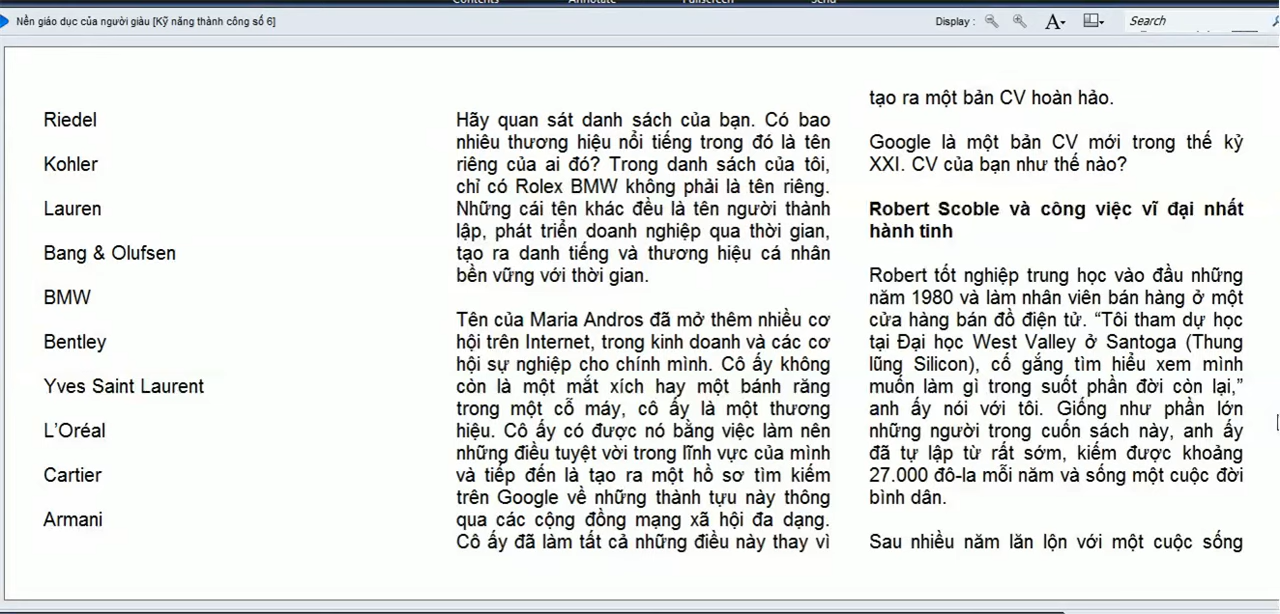 Contents Annotate Fullscreen Send
Nền giáo dục của người giàu [Kỹ năng thành công số 6]
Display :
Search
Riedel
Kohler
Lauren
Bang & Olufsen
BMW
Bentley
Yves Saint Laurent
L’Oréal
Cartier
Armani
Hãy quan sát danh sách của bạn. Có bao
nhiêu thương hiệu nổi tiếng trong đó là tên
riêng của ai đó? Trong danh sách của tôi,
chỉ có Rolex BMW không phải là tên riêng.
Những cái tên khác đều là tên người thành
lập, phát triển doanh nghiệp qua thời gian,
tạo ra danh tiếng và thương hiệu cá nhân
bền vững với thời gian.
Tên của Maria Andros đã mở thêm nhiều cơ
hội trên Internet, trong kinh doanh và các cơ
hội sự nghiệp cho chính mình. Cô ấy không
còn là một mắt xích hay một bánh răng
trong một cỗ máy, cô ấy là một thương
hiệu. Cô ấy có được nó bằng việc làm nên
những điều tuyệt vời trong lĩnh vực của mình
và tiếp đến là tạo ra một hồ sơ tìm kiếm
trên Google về những thành tựu này thông
qua các cộng đồng mạng xã hội đa dạng.
Cô ấy đã làm tất cả những điều này thay vì
tạo ra một bản CV hoàn hảo.
Google là một bản CV mới trong thế kỷ
XXI. CV của bạn như thế nào?
Robert Scoble và công việc vĩ đại nhất
hành tinh
Robert tốt nghiệp trung học vào đầu những
năm 1980 và làm nhân viên bán hàng ở một
cửa hàng bán đồ điện tử. “Tôi tham dự học
tại Đại học West Valley ở Santoga (Thung
lũng Silicon), cố gắng tìm hiểu xem mình
muốn làm gì trong suốt phần đời còn lại,”
anh ấy nói với tôi. Giống như phần lớn
những người trong cuốn sách này, anh ấy
đã tự lập từ rất sớm, kiếm được khoảng
27.000 đô-la mỗi năm và sống một cuộc đời
bình dân.
Sau nhiều năm lăn lộn với một cuộc sống